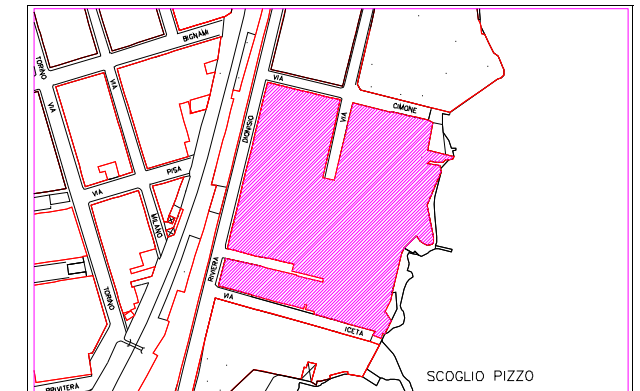 BIGNAMI
TORINO
VIA
VIA
VIA
CIMONE
VIA
DIONISIO
PISA
VIA
MILANO
RIVIERA
TORINO
VIA
ICETA
SCOGLIO PIZZO
PRIVITERA